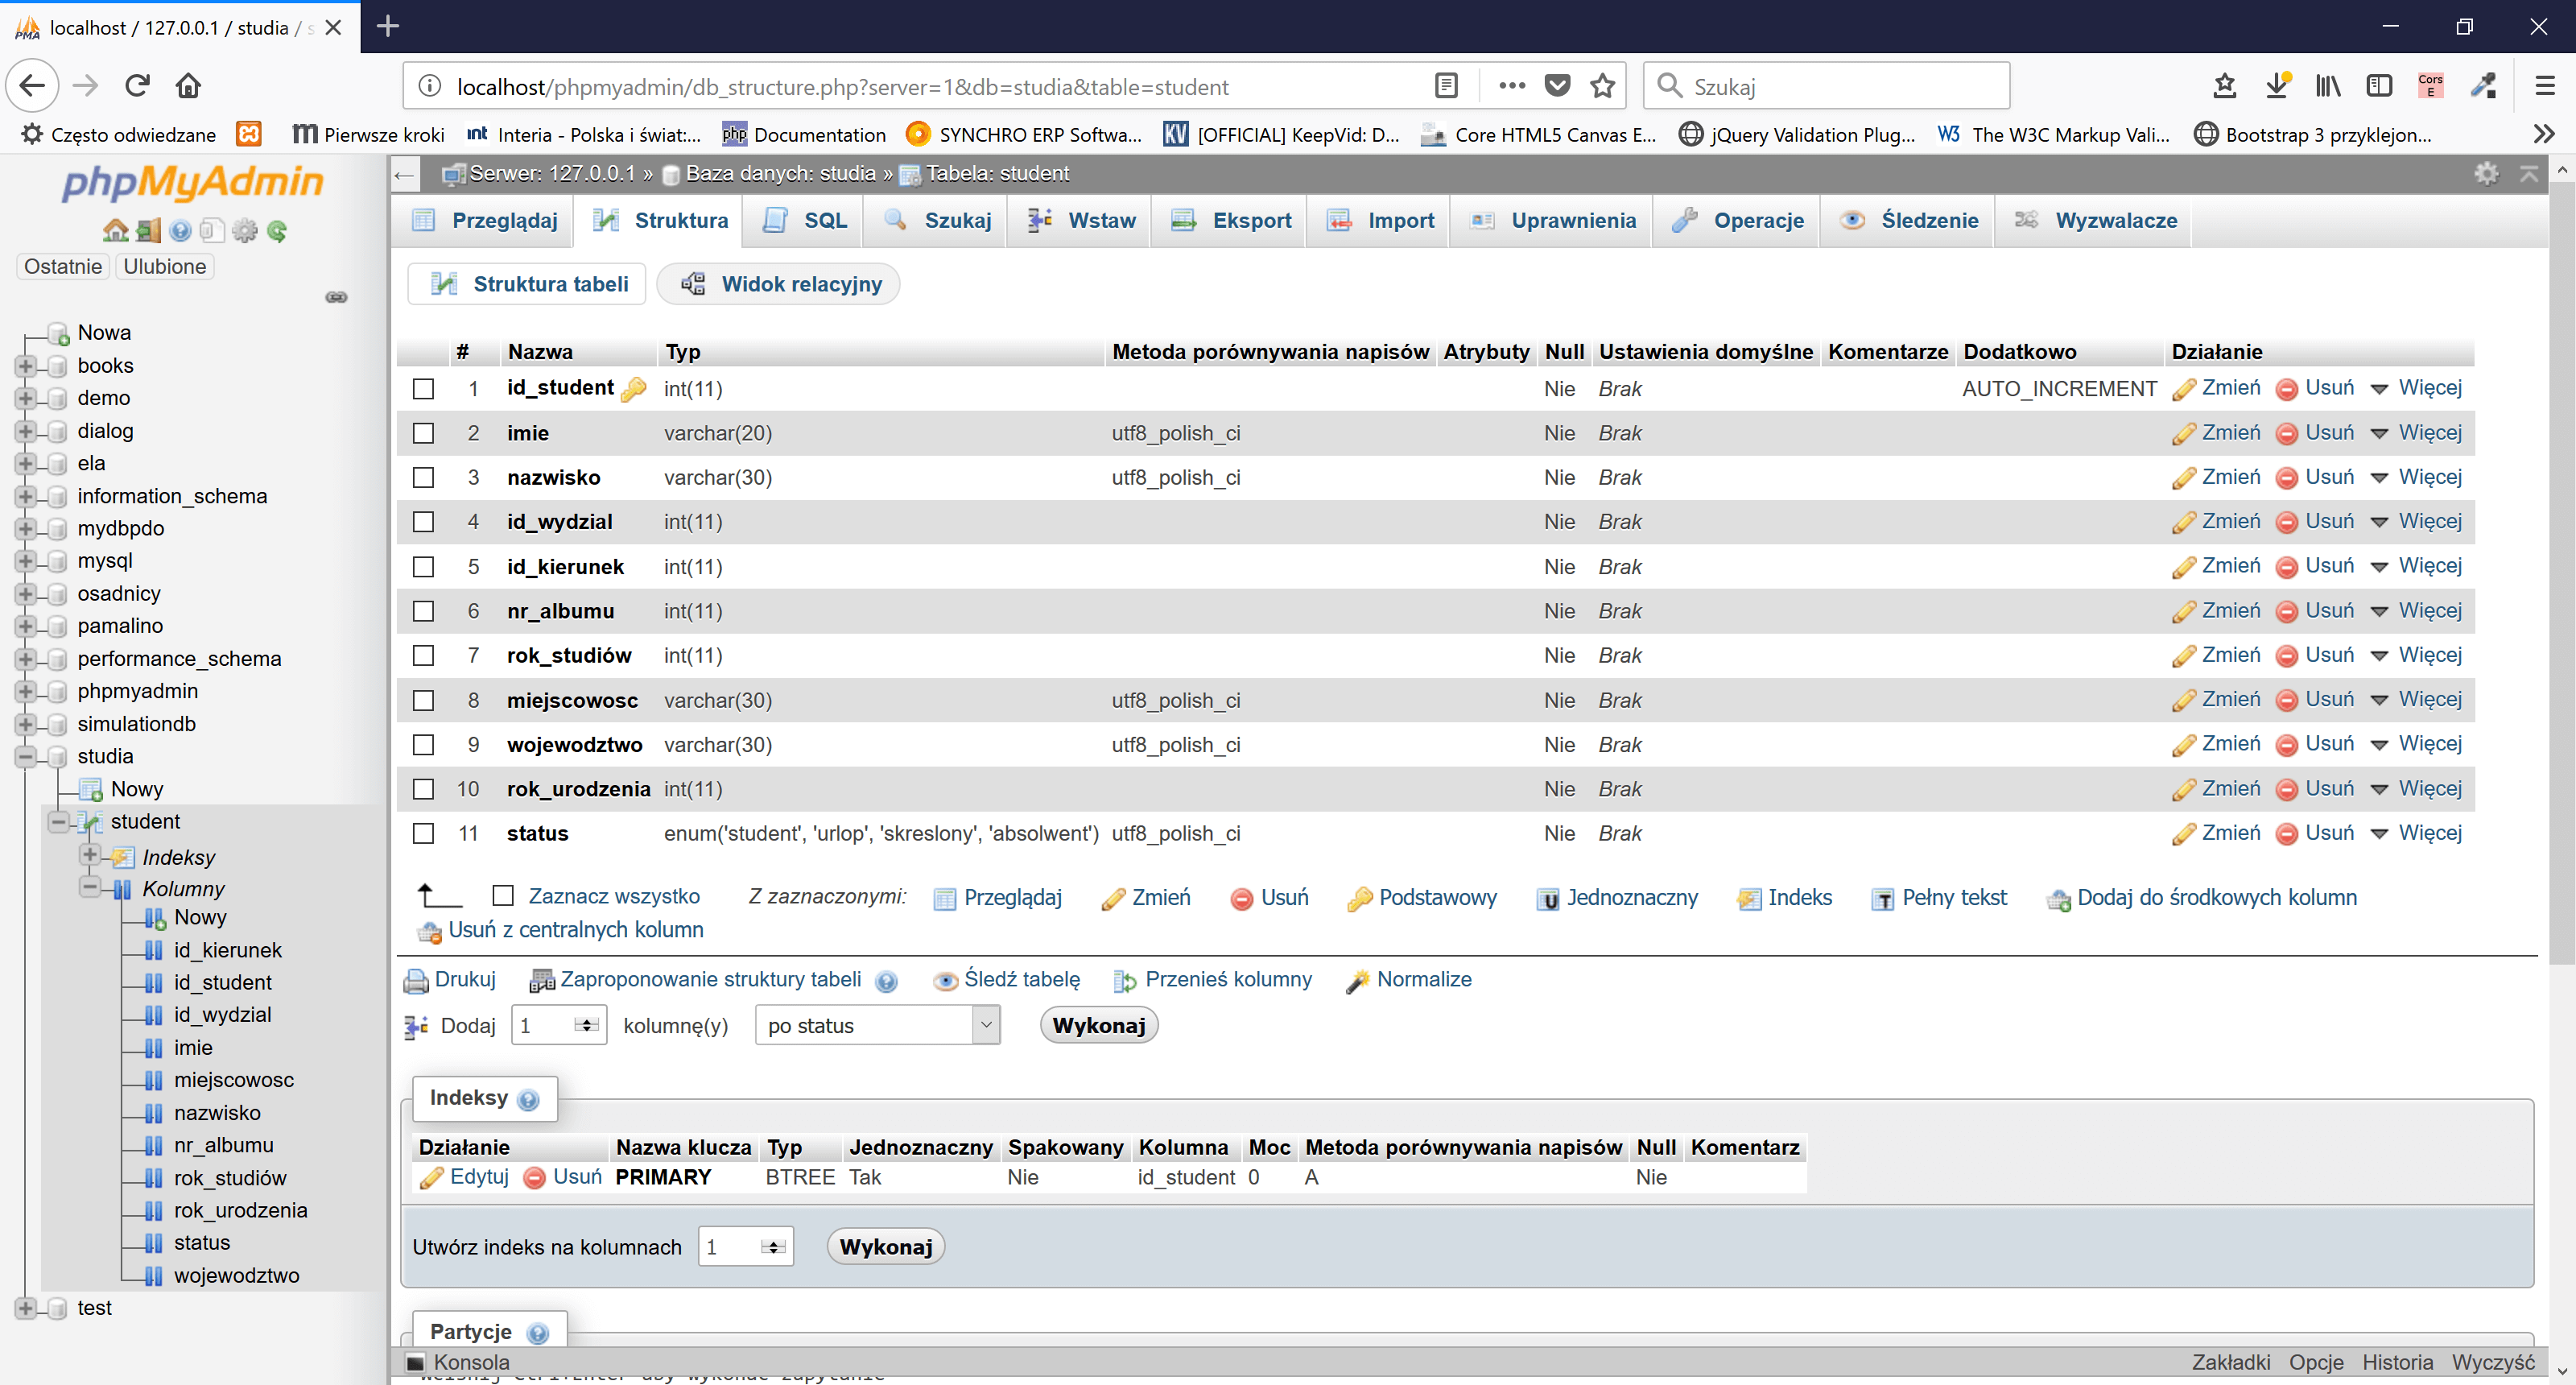 localhost / 127.0.0.1 / studia / s
localhost/phpmyadmin/db_structure.php?server=1&db=studia&table=student
Szukaj
Cors
E
Często odwiedzane
Pierwsze kroki
int Interia - Polska i świat:...
php Documentation
SYNCHRO ERP Softwa...
KV [OFFICIAL] KeepVid: D...
Core HTML5 Canvas E...
jQuery Validation Plug...
W3 The W3C Markup Vali...
Bootstrap 3 przyklejon...
phpMyAdmin
Ostatnie Ulubione
Nowa
books
demo
dialog
ela
information_schema
mydbpdo
mysql
osadnicy
pamalino
performance_schema
phpmyadmin
simulationdb
studia
Nowy
student
Indeksy
Kolumny
Nowy
id_kierunek
id_student
id_wydzial
imie
miejscowosc
nazwisko
nr_albumu
rok_studiów
rok_urodzenia
status
wojewodztwo
test
Serwer: 127.0.0.1 » Baza danych: studia » Tabela: student
Przeglądaj Struktura SQL Szukaj Wstaw Eksport Import Uprawnienia Operacje Śledzenie Wyzwalacze
Struktura tabeli Widok relacyjny
# Nazwa Typ Metoda porównywania napisów Atrybuty Null Ustawienia domyślne Komentarze Dodatkowo Działanie
1 id_student int(11) Nie Brak AUTO_INCREMENT Zmień Usuń Więcej
2 imie varchar(20) utf8_polish_ci Nie Brak Zmień Usuń Więcej
3 nazwisko varchar(30) utf8_polish_ci Nie Brak Zmień Usuń Więcej
4 id_wydzial int(11) Nie Brak Zmień Usuń Więcej
5 id_kierunek int(11) Nie Brak Zmień Usuń Więcej
6 nr_albumu int(11) Nie Brak Zmień Usuń Więcej
7 rok_studiów int(11) Nie Brak Zmień Usuń Więcej
8 miejscowosc varchar(30) utf8_polish_ci Nie Brak Zmień Usuń Więcej
9 wojewodztwo varchar(30) utf8_polish_ci Nie Brak Zmień Usuń Więcej
10 rok_urodzenia int(11) Nie Brak Zmień Usuń Więcej
11 status enum('student', 'urlop', 'skreslony', 'absolwent') utf8_polish_ci Nie Brak Zmień Usuń Więcej
Zaznacz wszystko Z zaznaczonymi: Przeglądaj Zmień Usuń Podstawowy Jednoznaczny Indeks Pełny tekst Dodaj do środkowych kolumn
Usuń z centralnych kolumn
Drukuj Zaproponowanie struktury tabeli Śledź tabelę Przenieś kolumny Normalize
Dodaj 1 kolumnę(y) po status Wykonaj
Indeksy
Działanie Nazwa klucza Typ Jednoznaczny Spakowany Kolumna Moc Metoda porównywania napisów Null Komentarz
Edytuj Usuń PRIMARY BTREE Tak Nie id_student 0 A Nie
Utwórz indeks na kolumnach 1 Wykonaj
Partycje
Konsola Zakładki Opcje Historia Wyczyść